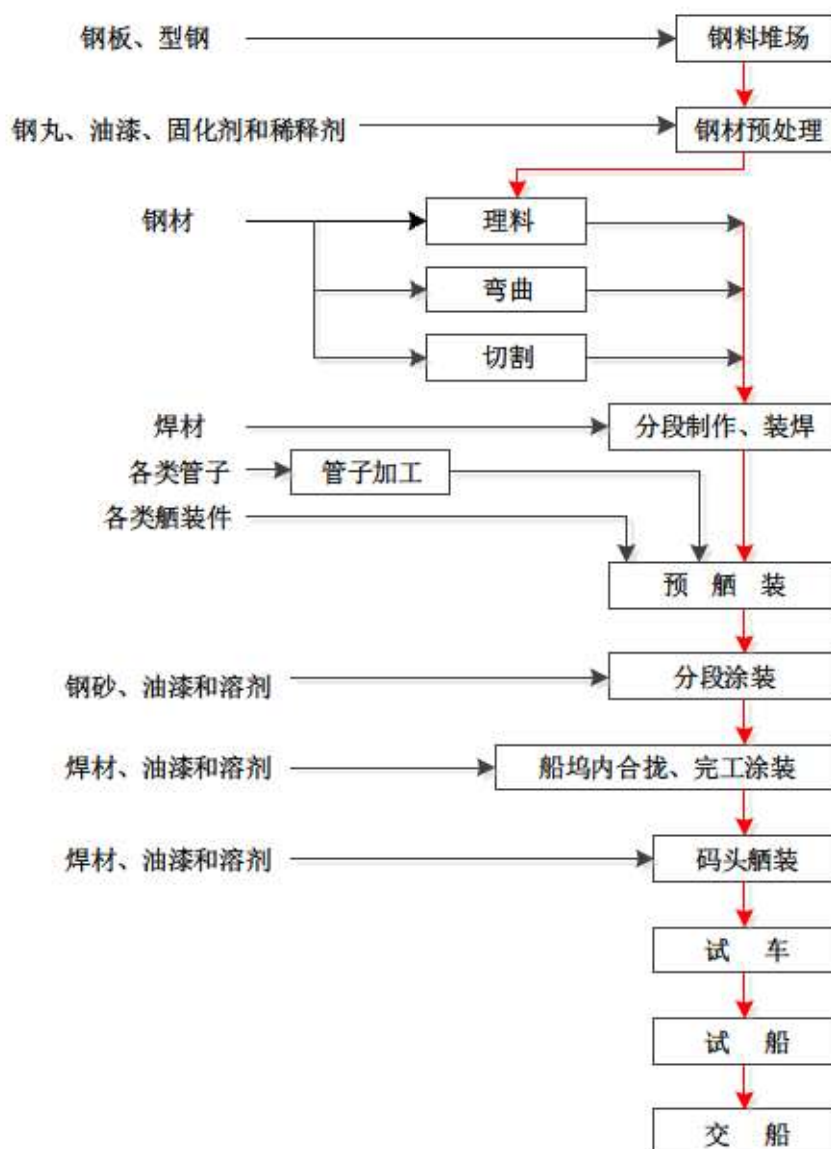 钢板、型钢
钢料堆场
钢丸、油漆、固化剂和稀释剂
钢材预处理
钢材
理料
弯曲
切割
焊材
分段制作、装焊
各类管子
管子加工
各类舾装件
预 舾 装
钢砂、油漆和溶剂
分段涂装
焊材、油漆和溶剂
船坞内合拢、完工涂装
焊材、油漆和溶剂
码头舾装
试 车
试 船
交 船